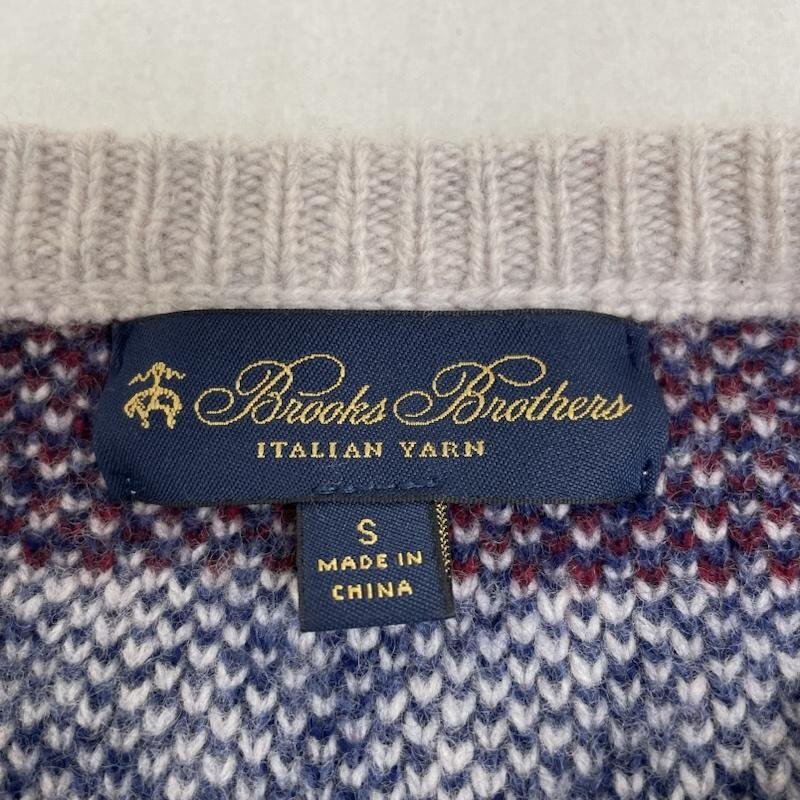 Brooks Brothers
ITALIAN YARN
S
MADE IN
CHINA